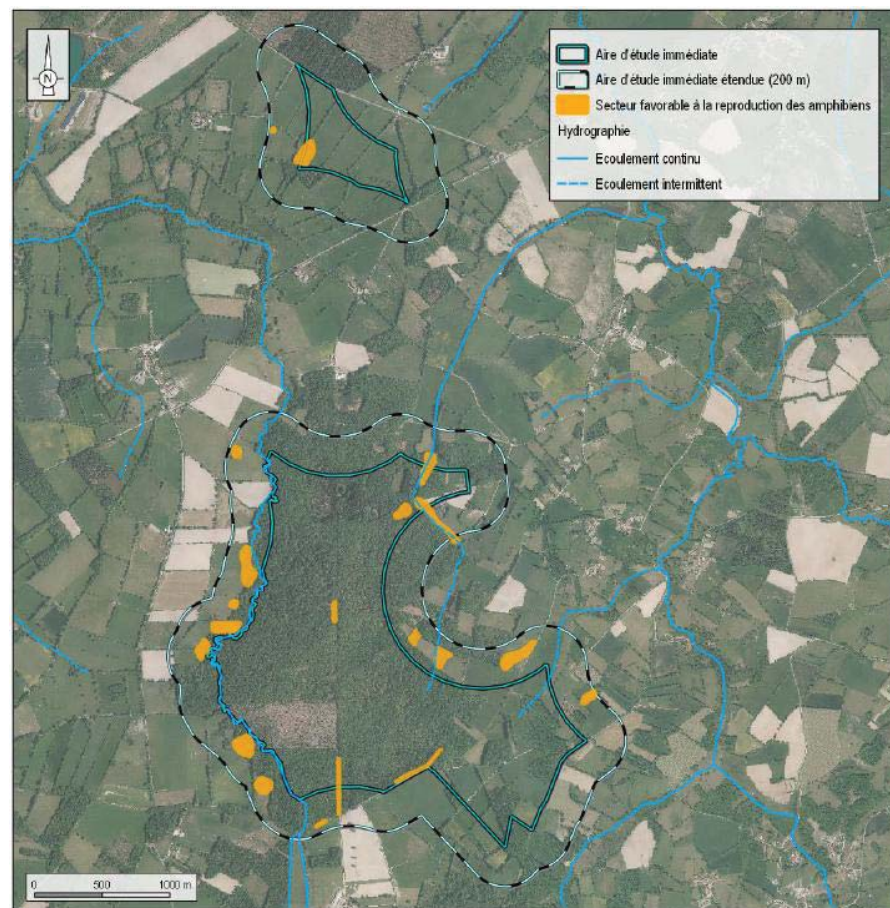 N
Aire d'étude immédiate
Aire d'étude immédiate étendue (200 m)
Secteur favorable à la reproduction des amphibiens
Hydrographie
Ecoulement continu
Ecoulement intermittent
0 500 1000 m